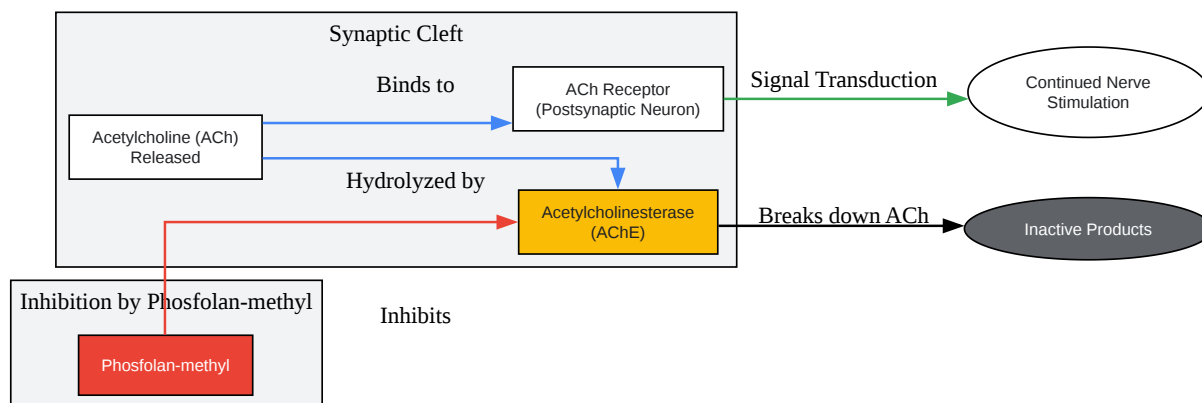 Synaptic Cleft
Binds to
ACh Receptor
(Postsynaptic Neuron)
Signal Transduction
Continued Nerve
Stimulation
Acetylcholine (ACh)
Released
Hydrolyzed by
Acetylcholinesterase
(AChE)
Breaks down ACh
Inactive Products
Inhibition by Phosfolan-methyl
Inhibits
Phosfolan-methyl